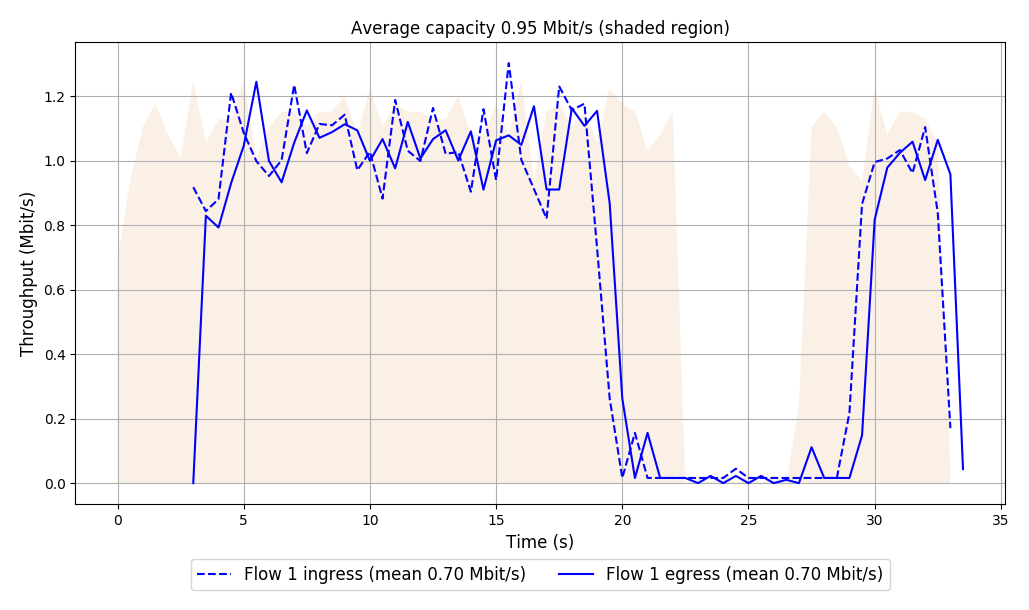 Average capacity 0.95 Mbit/s (shaded region)
Throughput (Mbit/s)
1.2
1.0
0.8
0.6
0.4
0.2
0.0
0 5 10 15 20 25 30 35
Time (s)
Flow 1 ingress (mean 0.70 Mbit/s) Flow 1 egress (mean 0.70 Mbit/s)